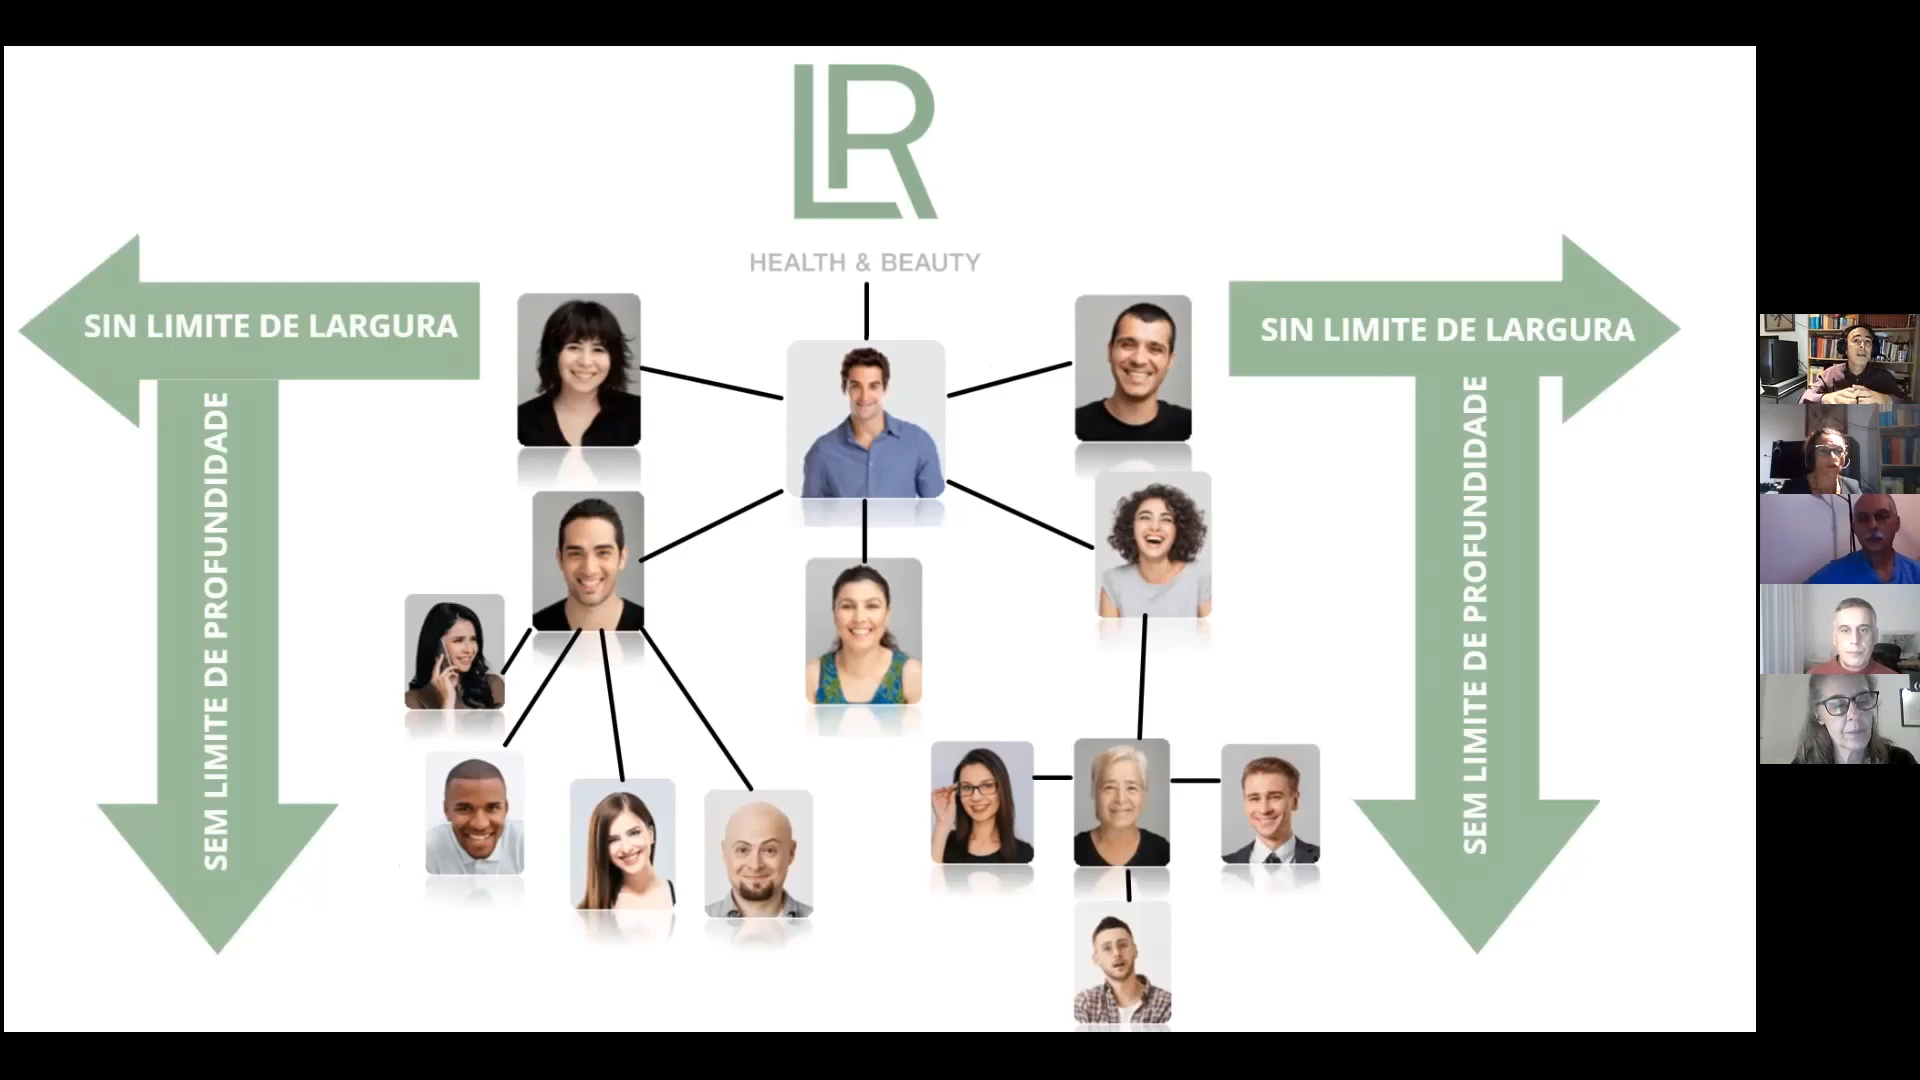 LR
HEALTH & BEAUTY
SIN LIMITE DE LARGURA
SIN LIMITE DE LARGURA
SEM LIMITE DE PROFUNDIDADE
SEM LIMITE DE PROFUNDIDADE